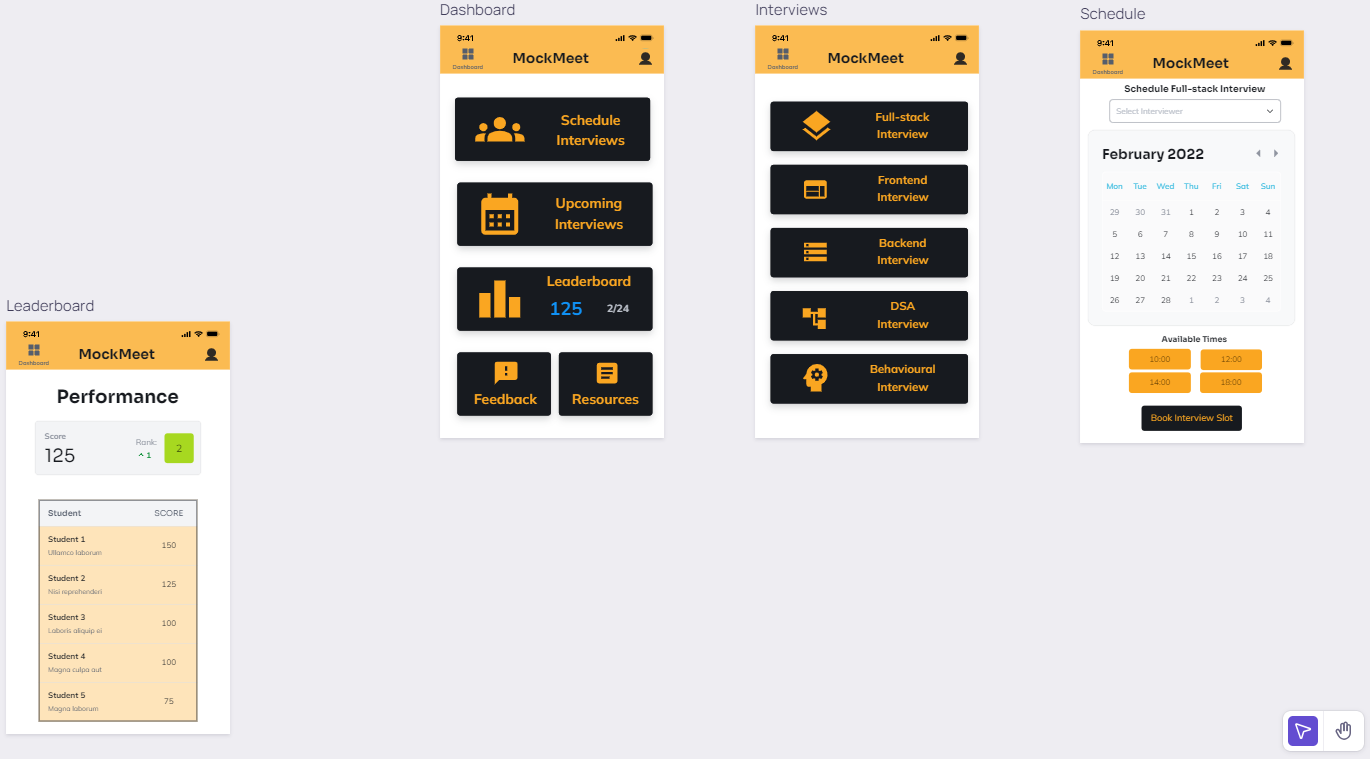 Dashboard
9:41
Dashboard
MockMeet
Schedule
Interviews
Upcoming
Interviews
Leaderboard
125 2/24
Feedback
Resources
Interviews
9:41
Dashboard
MockMeet
Full-stack
Interview
Frontend
Interview
Backend
Interview
DSA
Interview
Behavioural
Interview
Schedule
9:41
Dashboard
MockMeet
Schedule Full-stack Interview
Select Interviewer
February 2022
Mon Tue Wed Thu Fri Sat Sun
29 30 31 1 2 3 4
5 6 7 8 9 10 11
12 13 14 15 16 17 18
19 20 21 22 23 24 25
26 27 28 1 2 3 4
Available Times
10:00 12:00
14:00 18:00
Book Interview Slot
Leaderboard
9:41
Dashboard
MockMeet
Performance
Score
125
Rank:
1
2
Student SCORE
Student 1
Ullamco laborum
150
Student 2
Nisi reprehenderi
125
Student 3
Laboris aliquip ei
100
Student 4
Magna culpa aut
100
Student 5
Magna laborum
75